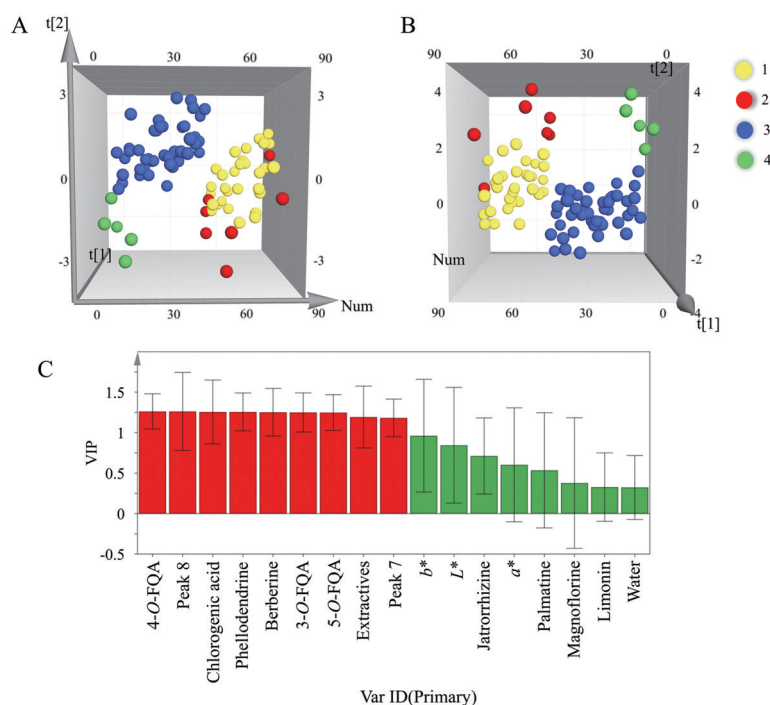 A
t[2]
0
30
60
90
3
0
-3
3
0
-3
t[1]
Num
0
30
60
90
B
90
60
30
0
t[2]
4
2
0
4
2
0
-2
-4
Num
t[1]
90
60
30
0
1
2
3
4
C
VIP
1.5
1
0.5
0
-0.5
4-O-FQA
Peak 8
Chlorogenic acid
Phellodendrine
Berberine
3-O-FQA
5-O-FQA
Extractives
Peak 7
b*
L*
Jatrorrhizine
a*
Palmatine
Magnoflorine
Limonin
Water
Var ID(Primary)